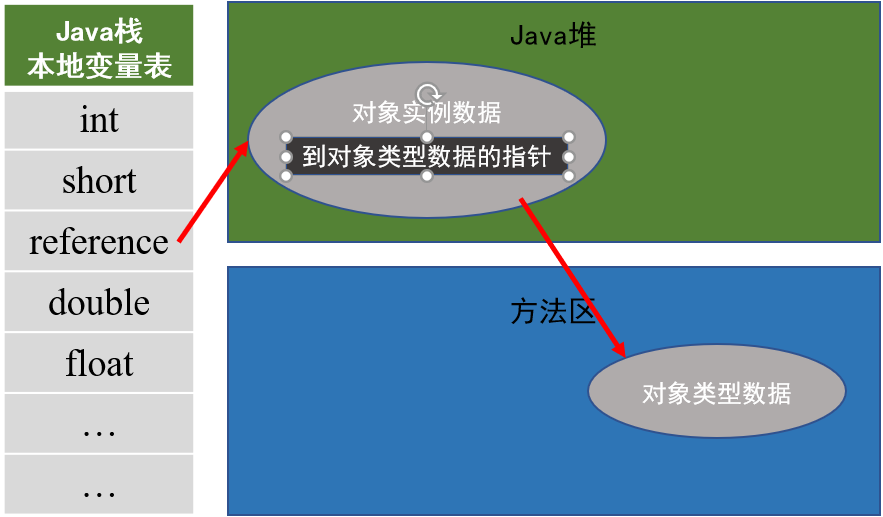 Java栈
本地变量表
int
short
reference
double
float
…
…
Java堆
对象实例数据
到对象类型数据的指针
方法区
对象类型数据